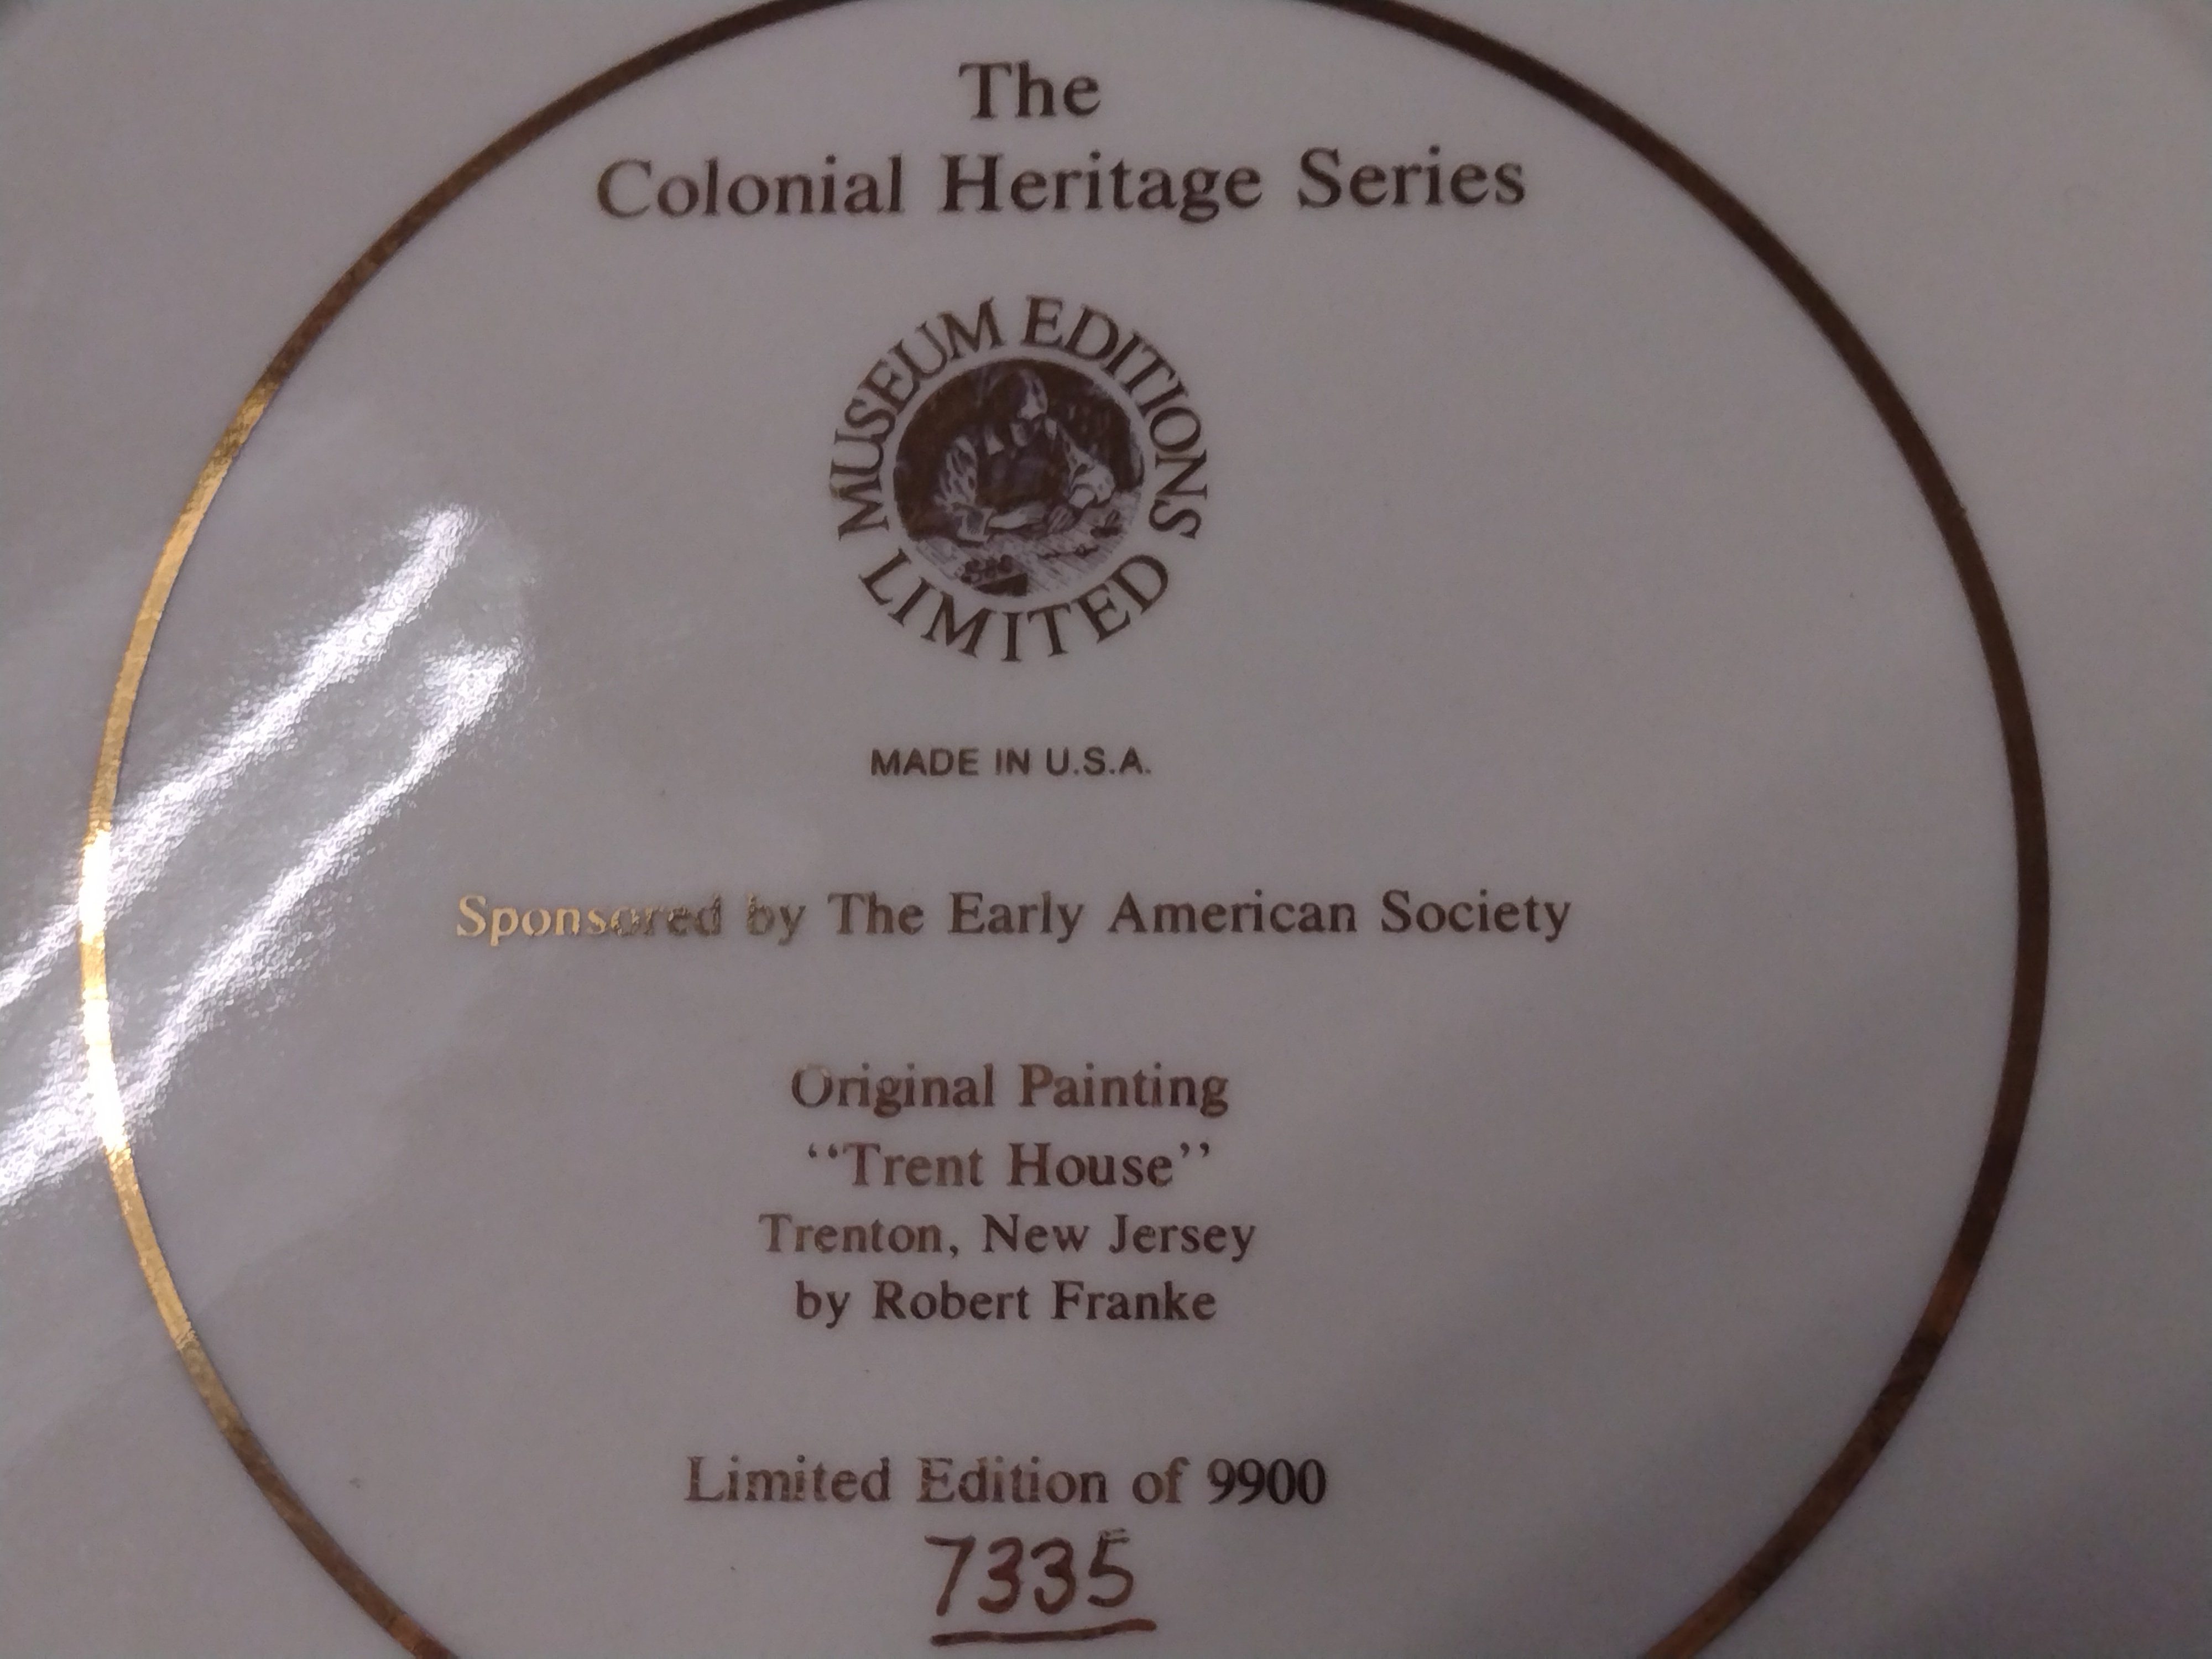 The
Colonial Heritage Series
MUSEUM EDITIONS
LIMITED
MADE IN U.S.A.
Sponsored by The Early American Society
Original Painting
‘‘Trent House’’
Trenton, New Jersey
by Robert Franke
Limited Edition of 9900
7335